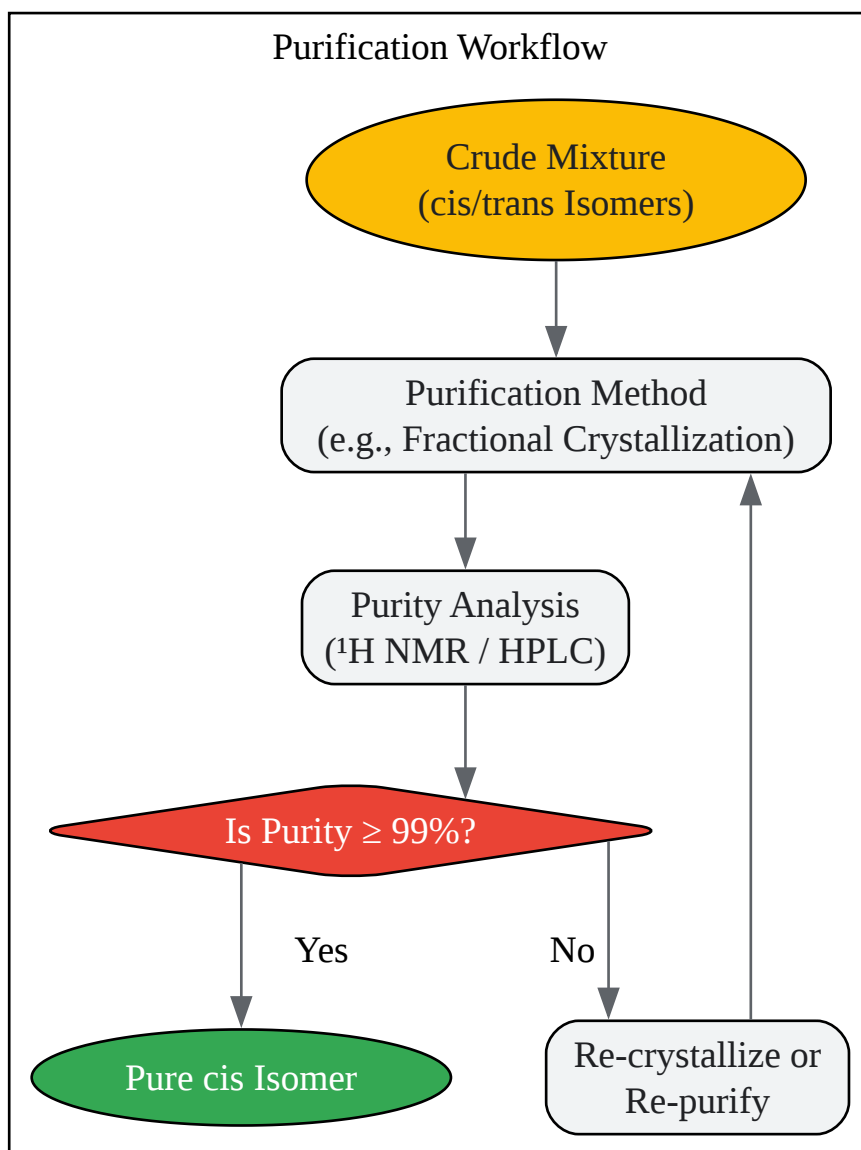 Purification Workflow
Crude Mixture
(cis/trans Isomers)
Purification Method
(e.g., Fractional Crystallization)
Purity Analysis
(¹H NMR / HPLC)
Is Purity ≥ 99%?
Yes
No
Pure cis Isomer
Re-crystallize or
Re-purify